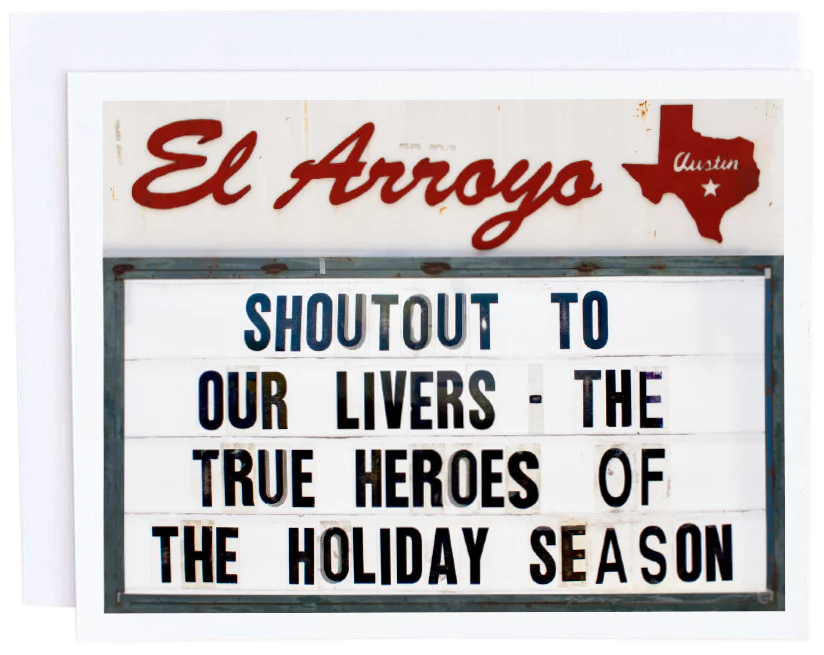 El Arroyo
Austin
SHOUTOUT TO
OUR LIVERS - THE
TRUE HEROES OF
THE HOLIDAY SEASON